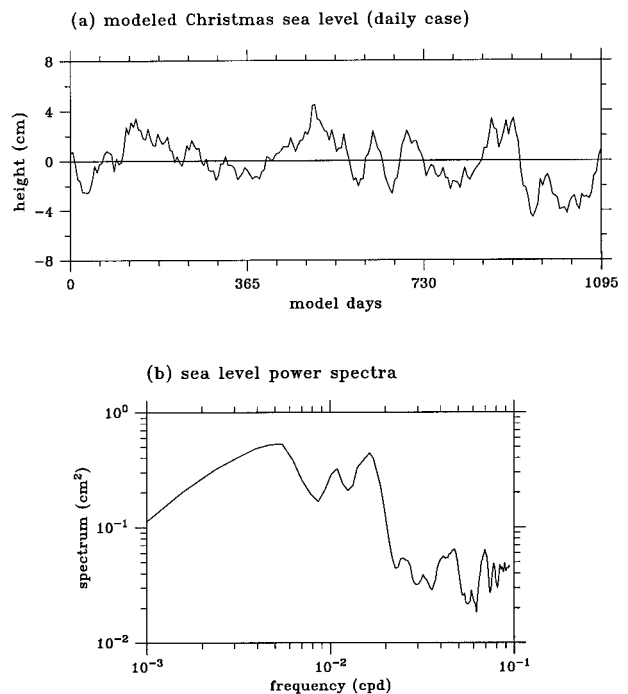 (a) modeled Christmas sea level (daily case)
height (cm)
8
4
0
-4
-8
0 365 730 1095
model days
(b) sea level power spectra
spectrum (cm²)
10⁰
10⁻¹
10⁻²
10⁻³ 10⁻² 10⁻¹
frequency (cpd)